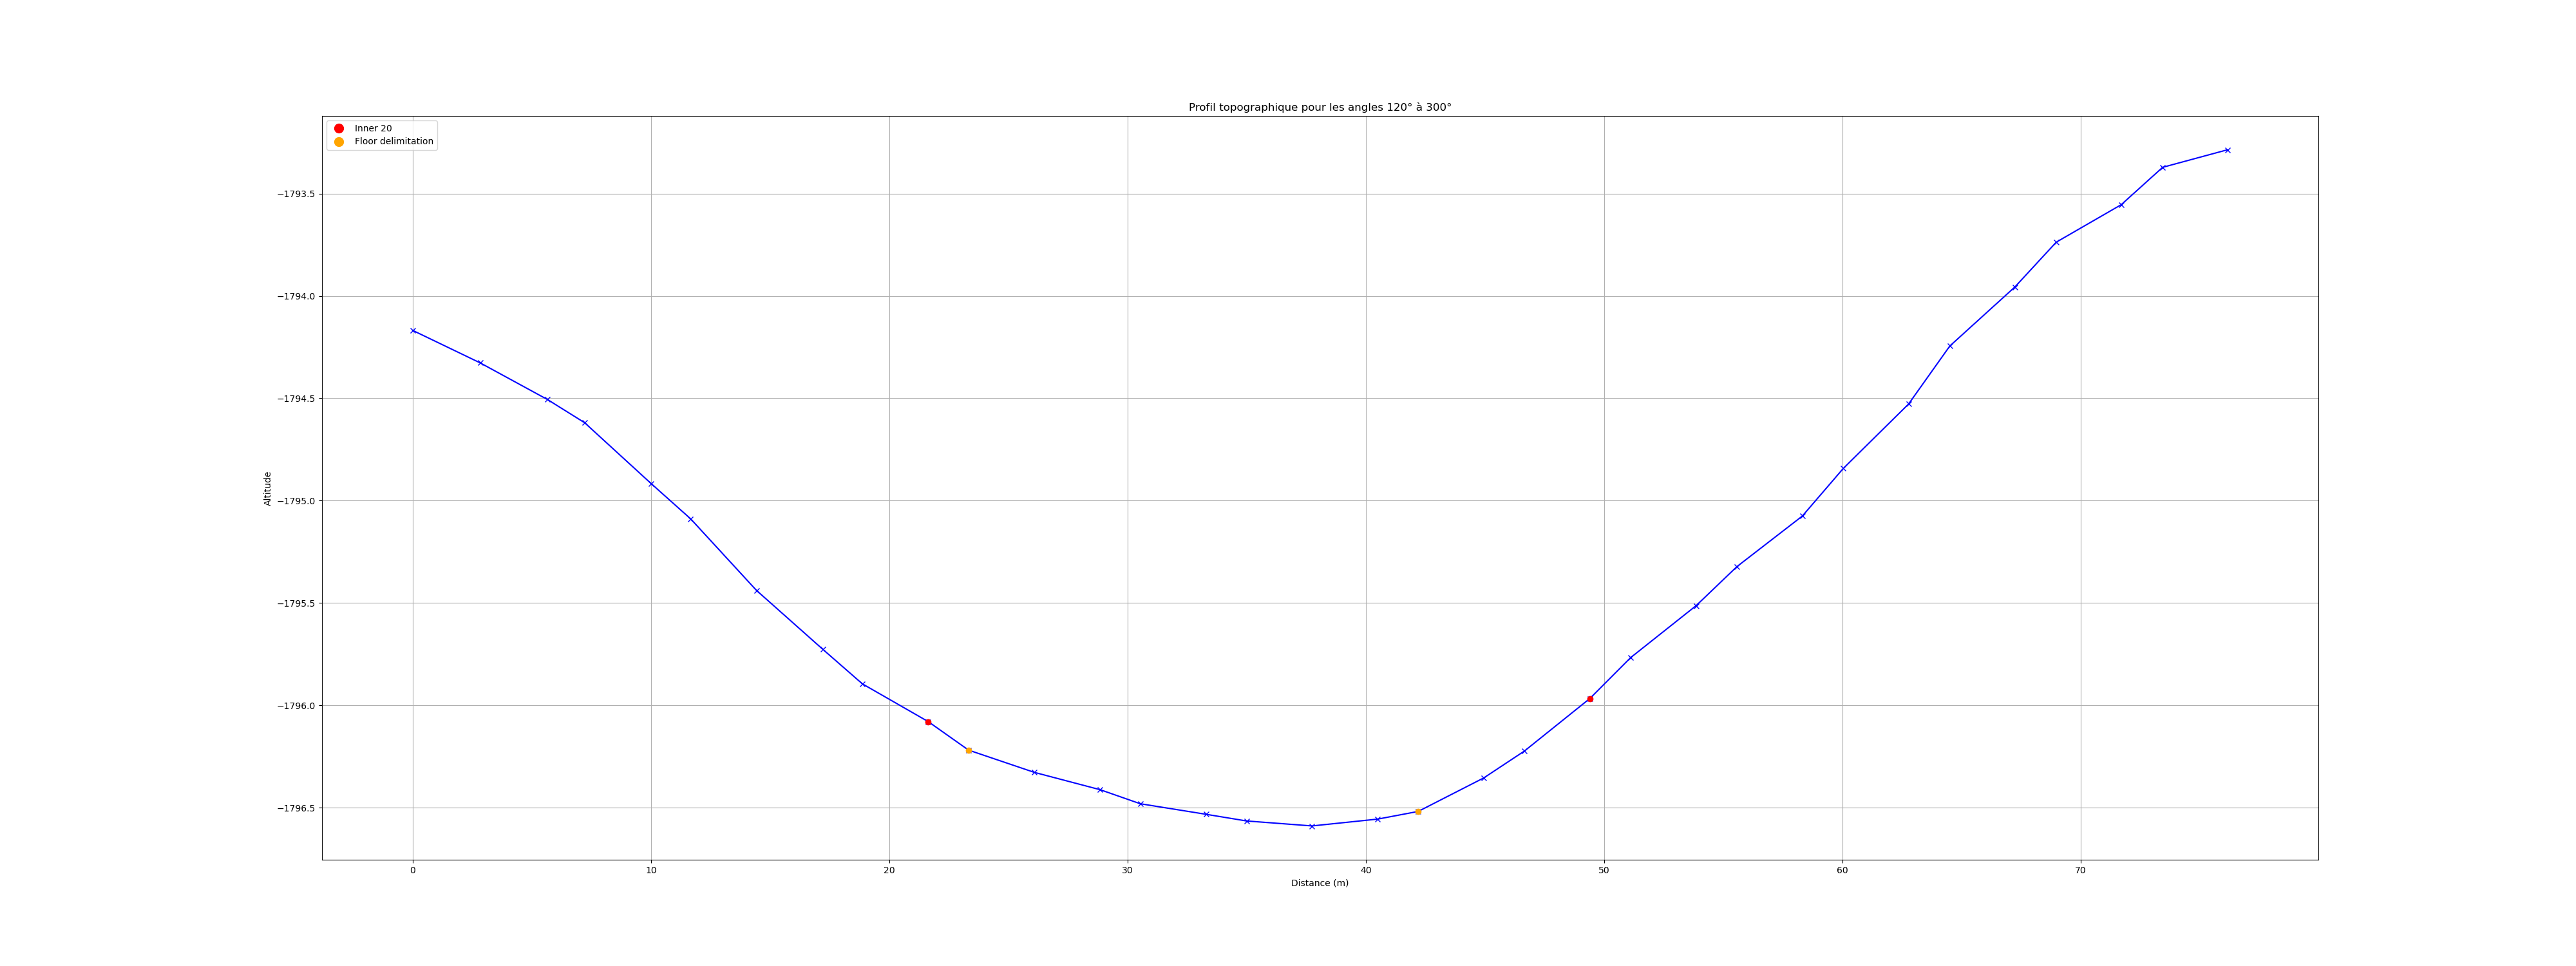 Profil topographique pour les angles 120° à 300°
Inner 20
Floor delimitation
−1793.5
−1794.0
−1794.5
−1795.0
−1795.5
−1796.0
−1796.5
Altitude
0 10 20 30 40 50 60 70
Distance (m)